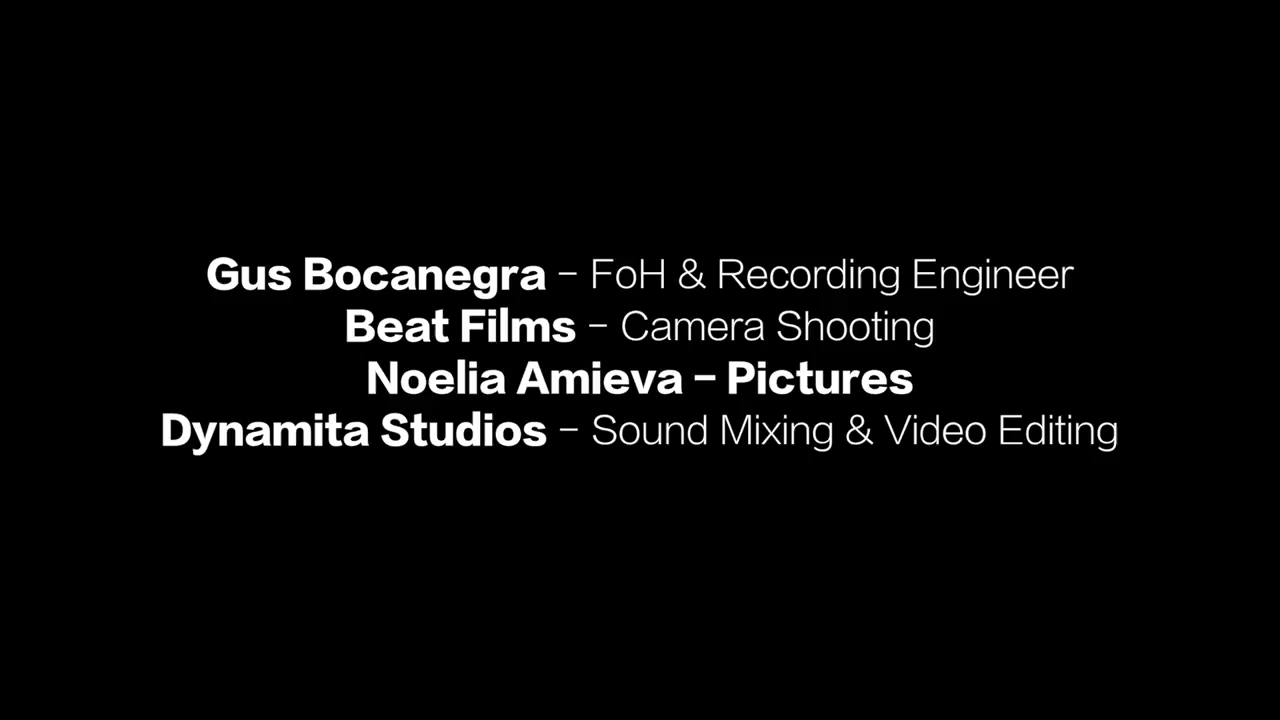 Gus Bocanegra – FoH & Recording Engineer
Beat Films – Camera Shooting
Noelia Amieva – Pictures
Dynamita Studios – Sound Mixing & Video Editing